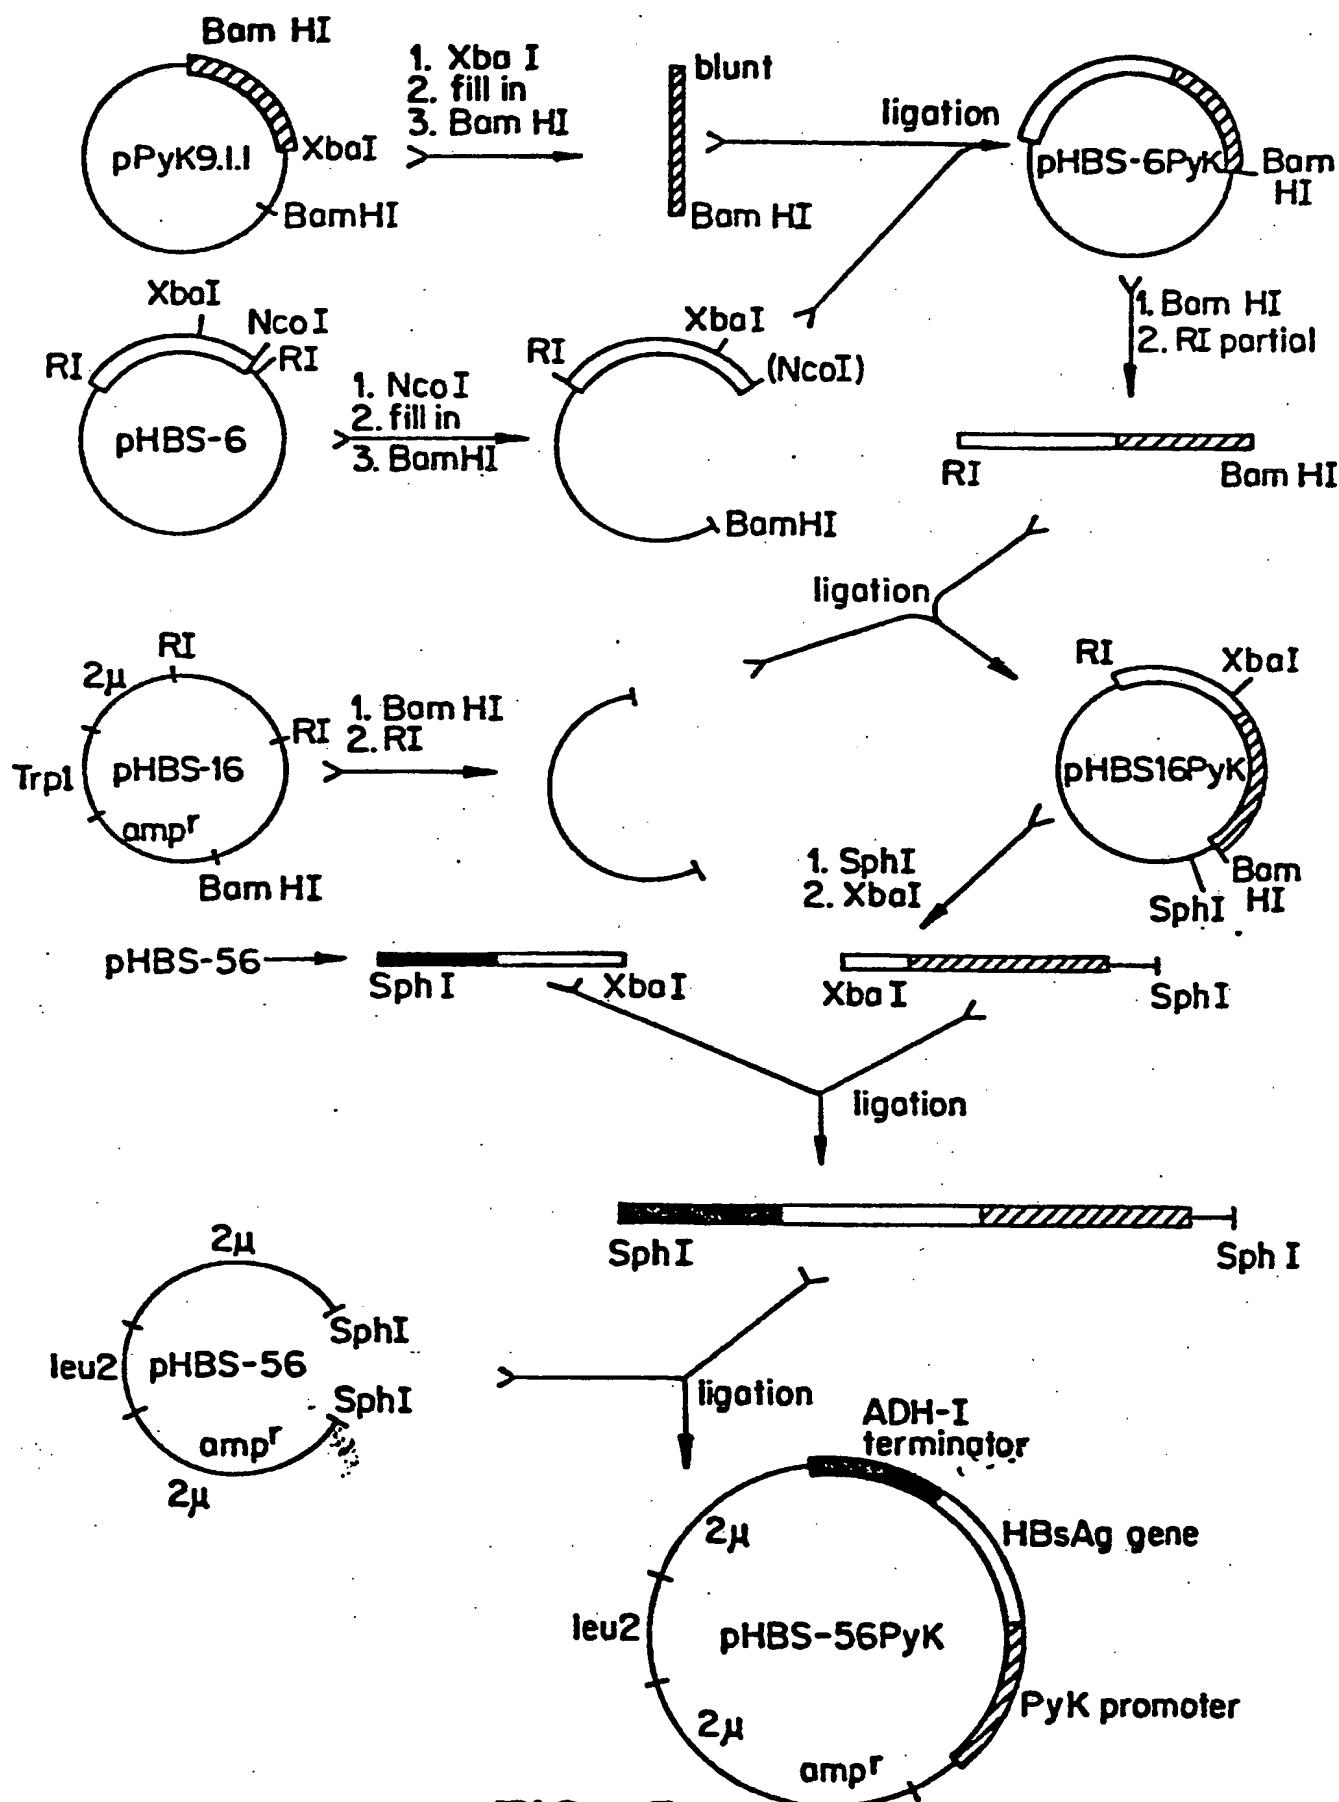 Bam HI
pPyK9.1.1
XbaI
BamHI
1. Xba I
2. fill in
3. Bam HI
blunt
Bam HI
ligation
pHBS-6PyK
Bam
HI
XbaI
NcoI
RI
RI
pHBS-6
1. NcoI
2. fill in
3. BamHI
RI
XbaI
(NcoI)
BamHI
1. Bam HI
2. RI partial
RI
Bam HI
ligation
RI
2μ
RI
Trp1
pHBS-16
ampr
Bam HI
1. Bam HI
2. RI
RI
XbaI
pHBS16PyK
Bam
HI
SphI
1. SphI
2. XbaI
pHBS-56
SphI
XbaI
XbaI
SphI
ligation
SphI
Sph I
2μ
SphI
leu2
pHBS-56
SphI
ampr
2μ
ligation
ADH-I
terminator
2μ
HBsAg gene
leu2
pHBS-56PyK
2μ
PyK promoter
ampr